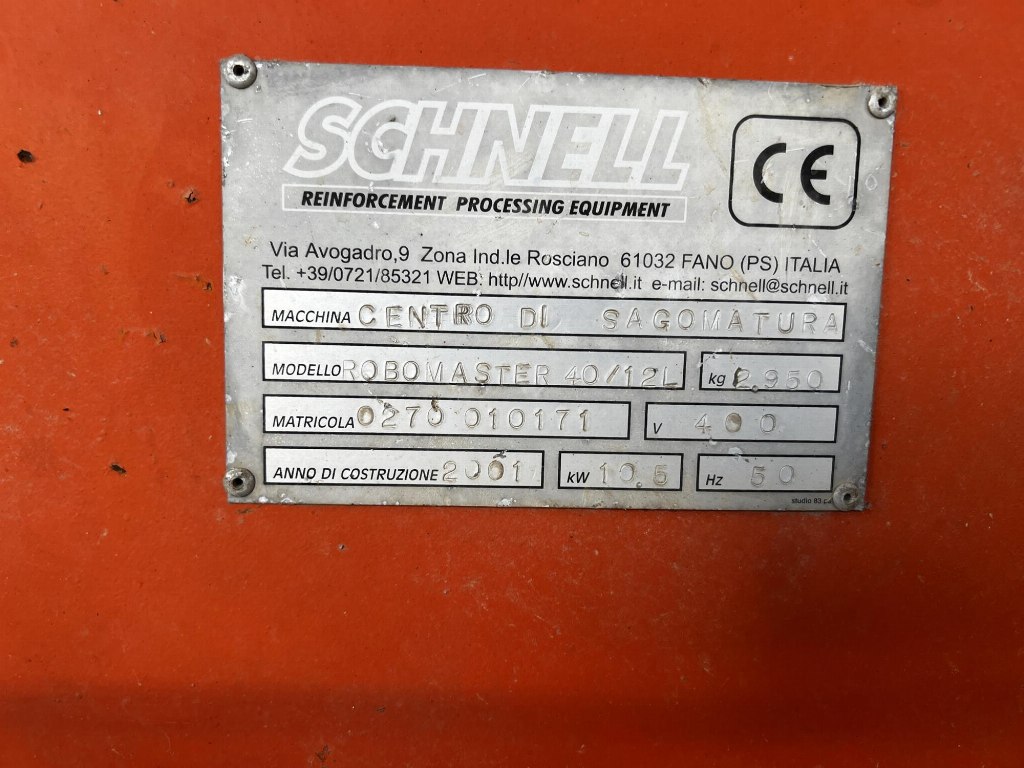 SCHNELL
REINFORCEMENT PROCESSING EQUIPMENT
CE
Via Avogadro,9 Zona Ind.le Rosciano 61032 FANO (PS) ITALIA
Tel. +39/0721/85321 WEB: http//www.schnell.it e-mail: schnell@schnell.it
MACCHINA CENTRO DI SAGOMATURA
MODELLO ROBOMASTER 40/12L kg 2.950
MATRICOLA 0270 010171 V 400
ANNO DI COSTRUZIONE 2001 kW 10.5 Hz 50
studio 83